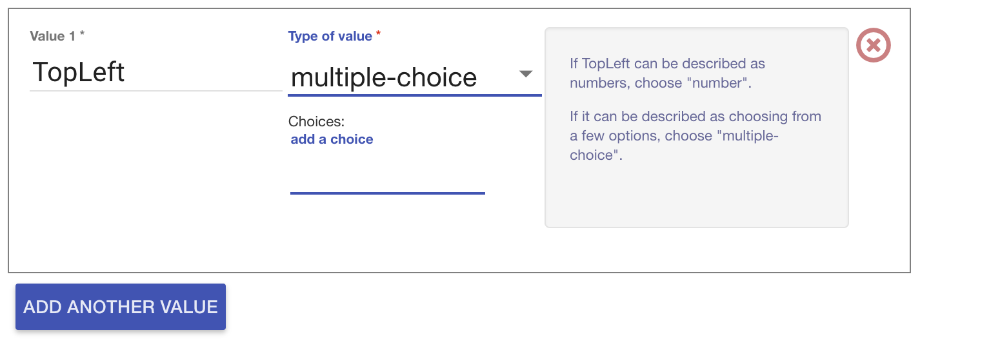 Value 1 *
Type of value *
TopLeft
multiple-choice
Choices:
add a choice
If TopLeft can be described as
numbers, choose "number".
If it can be described as choosing from
a few options, choose "multiple-
choice".
ADD ANOTHER VALUE